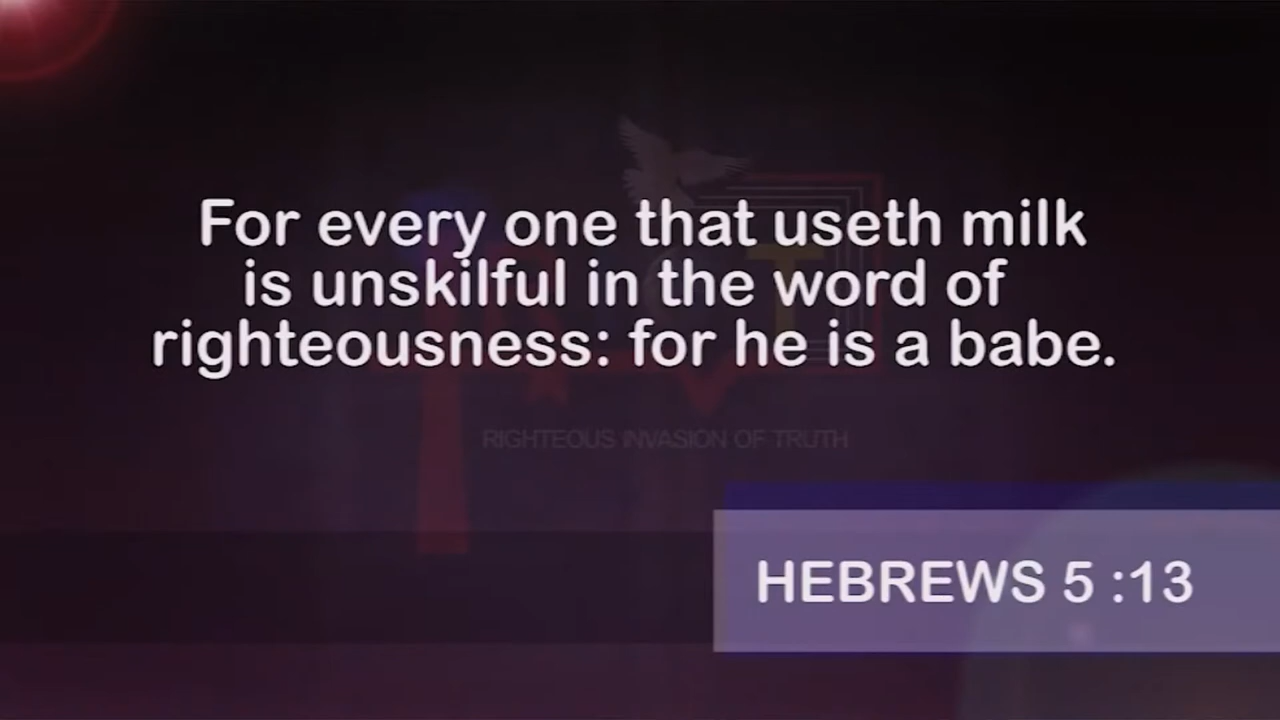 For every one that useth milk
is unskilful in the word of
righteousness: for he is a babe.
RIGHTEOUS INVASION OF TRUTH
HEBREWS 5 :13